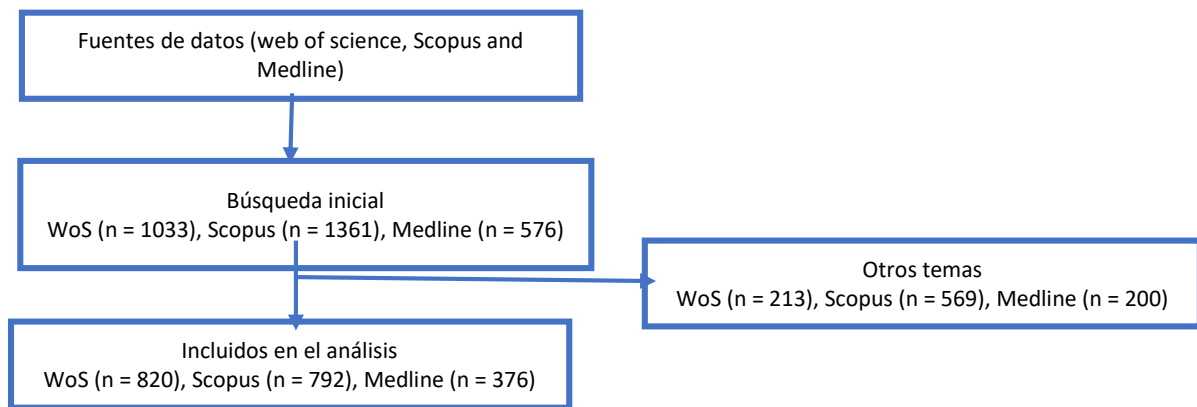 Fuentes de datos (web of science, Scopus and
Medline)
Búsqueda inicial
WoS (n = 1033), Scopus (n = 1361), Medline (n = 576)
Otros temas
WoS (n = 213), Scopus (n = 569), Medline (n = 200)
Incluidos en el análisis
WoS (n = 820), Scopus (n = 792), Medline (n = 376)